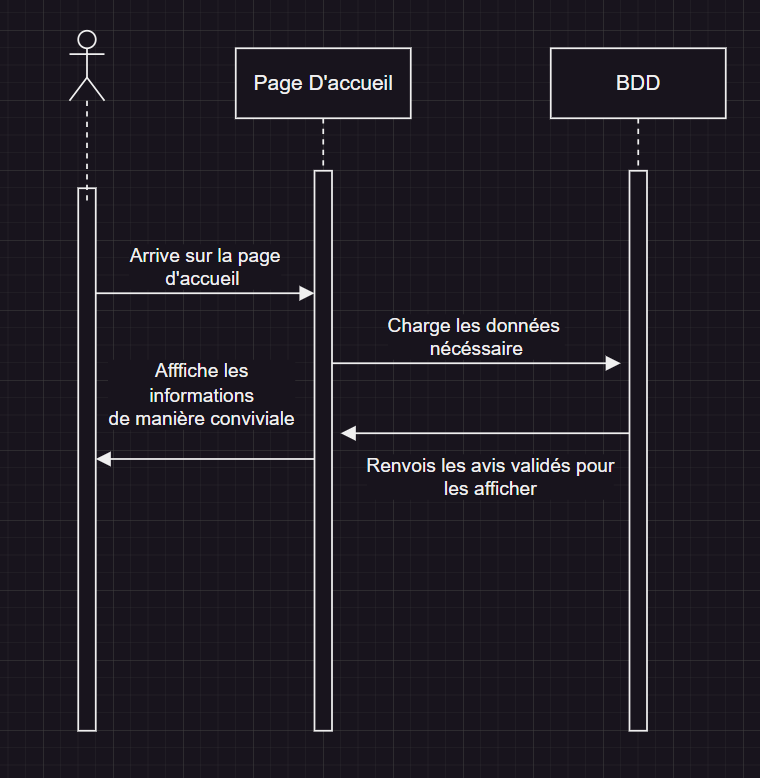 Page D'accueil
BDD
Arrive sur la page
d'accueil
Charge les données
nécéssaire
Afffiche les
informations
de manière conviviale
Renvois les avis validés pour
les afficher